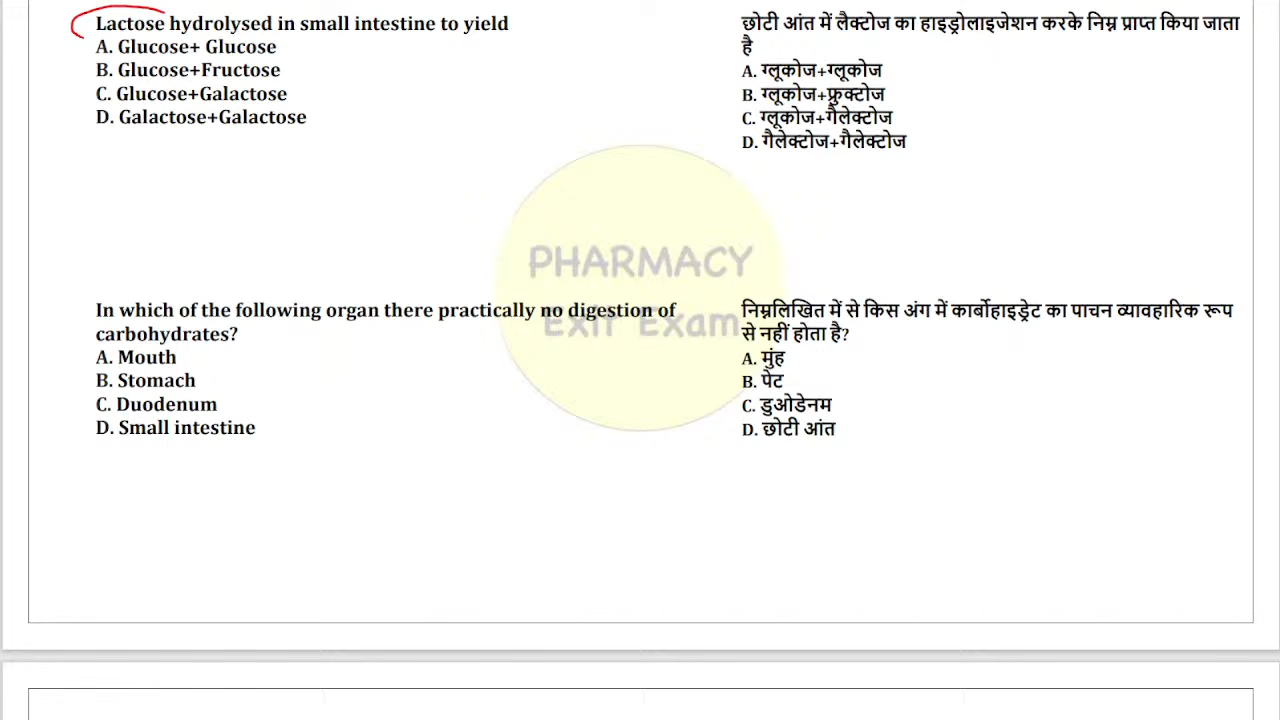 Lactose hydrolysed in small intestine to yield
A. Glucose+ Glucose
B. Glucose+Fructose
C. Glucose+Galactose
D. Galactose+Galactose
छोटी आंत में लैक्टोज का हाइड्रोलाइजेशन करके निम्न प्राप्त किया जाता
है
A. ग्लूकोज+ग्लूकोज
B. ग्लूकोज+फ्रुक्टोज
C. ग्लूकोज+गैलेक्टोज
D. गैलेक्टोज+गैलेक्टोज
PHARMACY
Exit Exam
In which of the following organ there practically no digestion of
carbohydrates?
A. Mouth
B. Stomach
C. Duodenum
D. Small intestine
निम्नलिखित में से किस अंग में कार्बोहाइड्रेट का पाचन व्यावहारिक रूप
से नहीं होता है?
A. मुंह
B. पेट
C. डुओडेनम
D. छोटी आंत